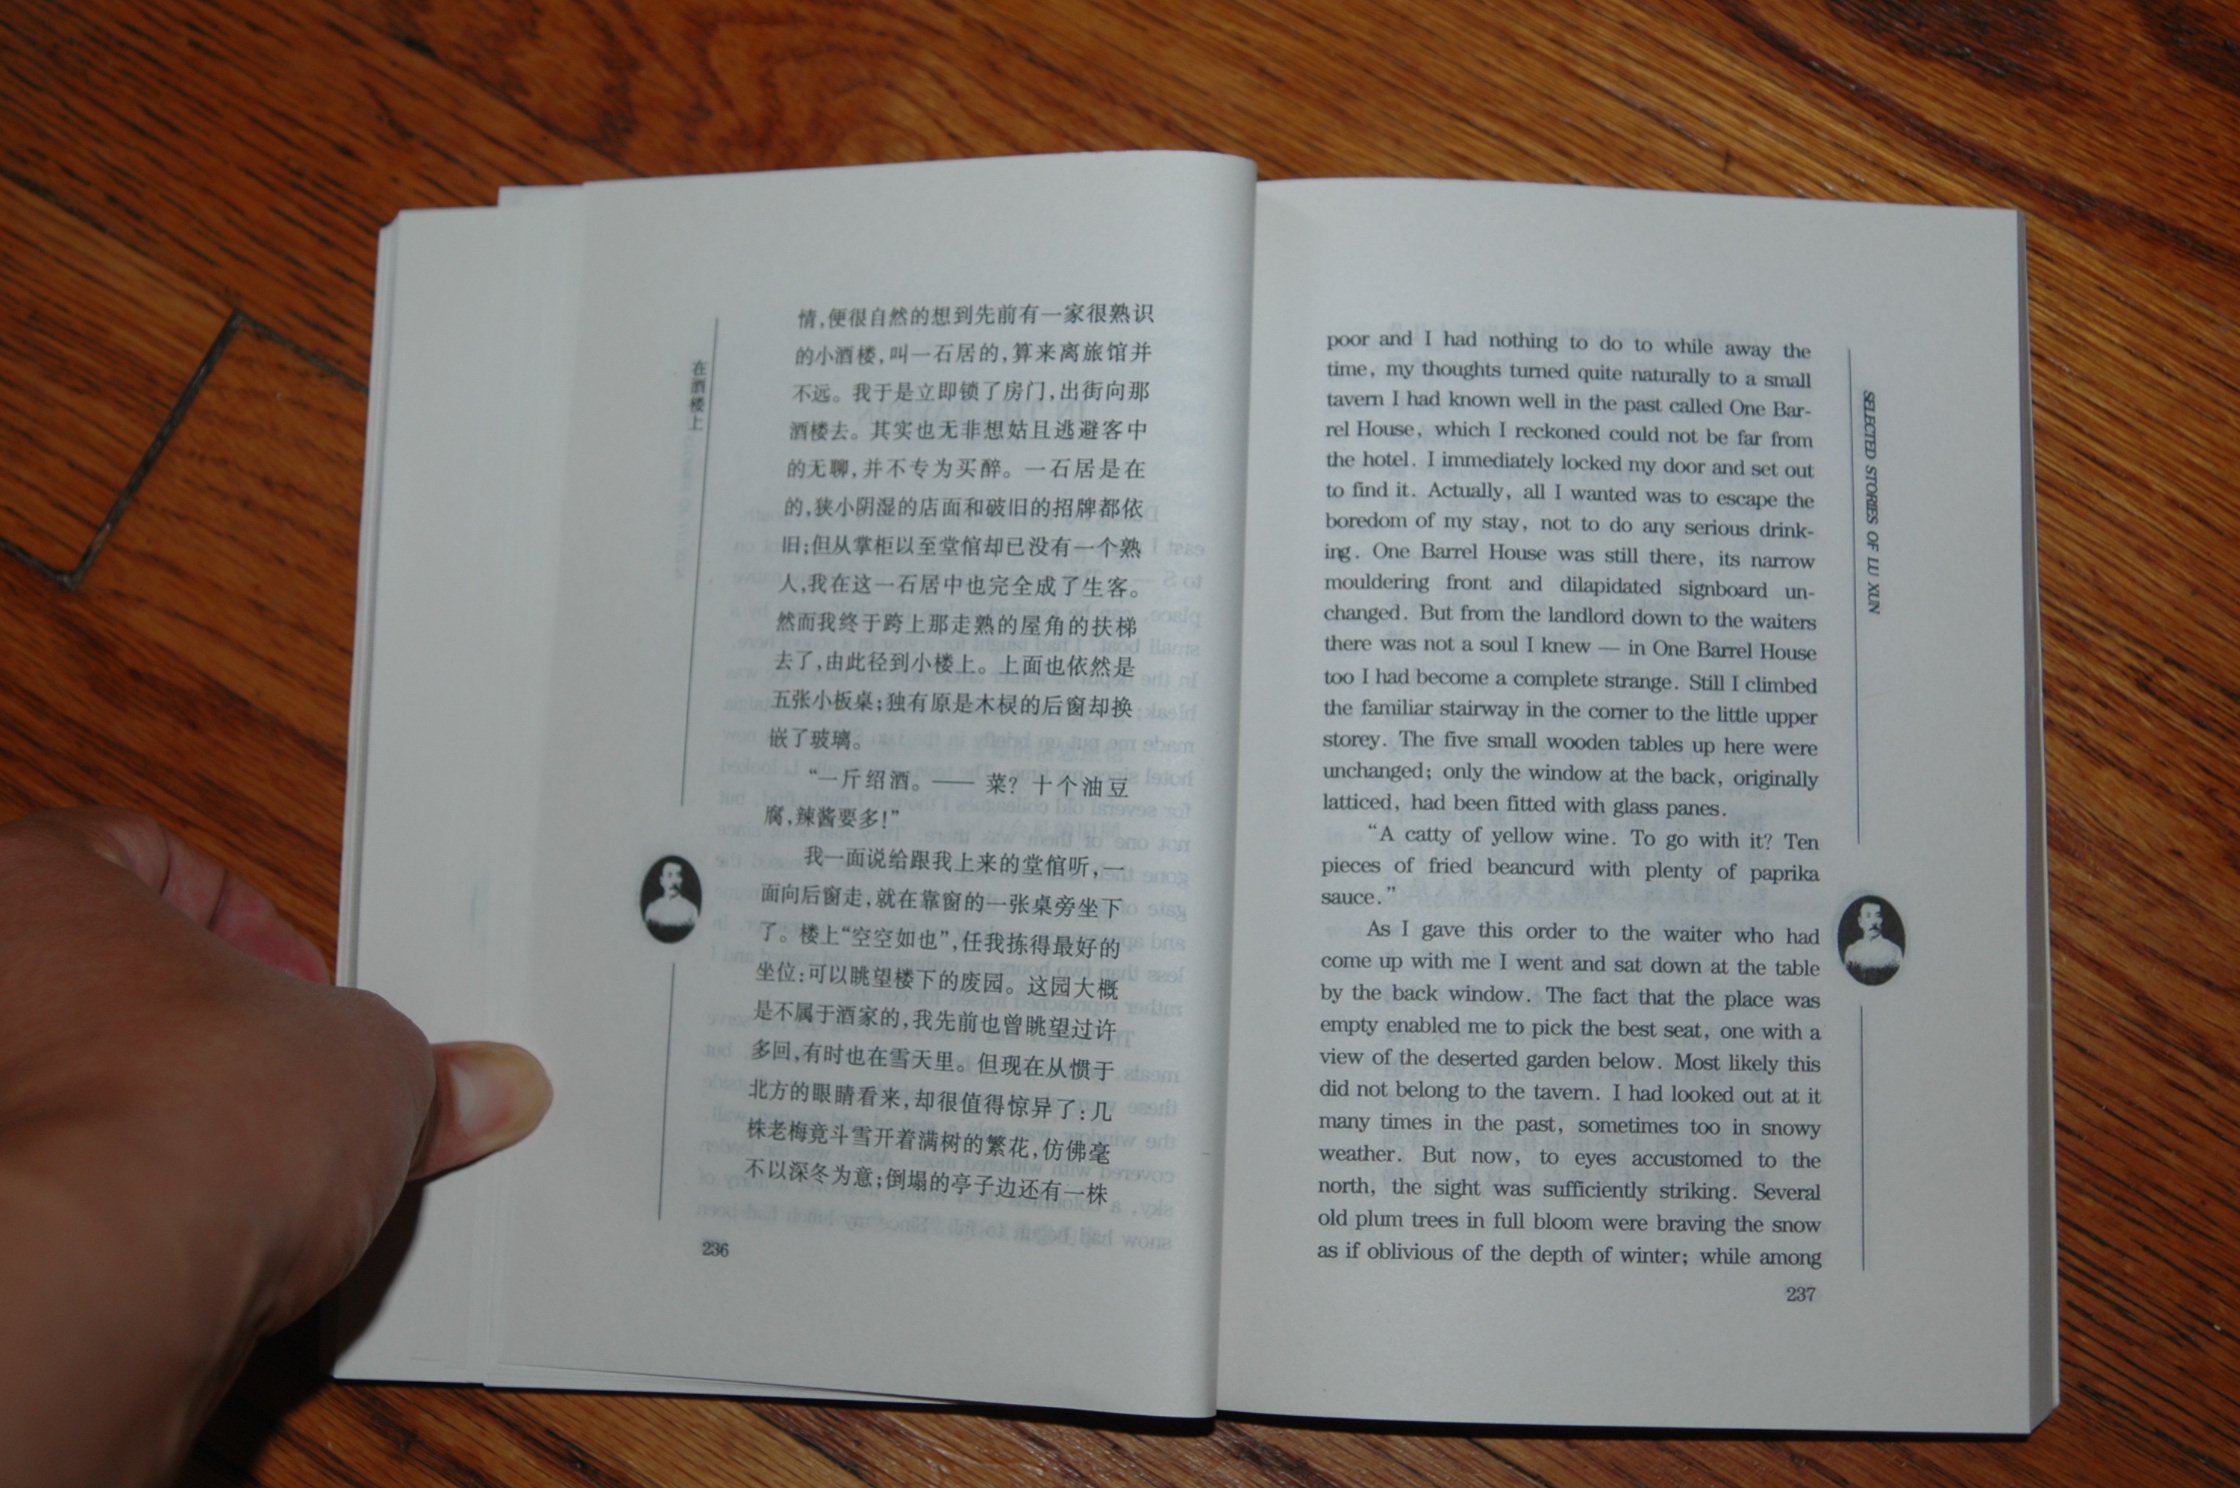 在酒楼上
情,便很自然的想到先前有一家很熟识
的小酒楼,叫一石居的,算来离旅馆并
不远。我于是立即锁了房门,出街向那
酒楼去。其实也无非想姑且逃避客中
的无聊,并不专为买醉。一石居是在
的,狭小阴湿的店面和破旧的招牌都依
旧;但从掌柜以至堂倌却已没有一个熟
人,我在这一石居中也完全成了生客。
然而我终于跨上那走熟的屋角的扶梯
去了,由此径到小楼上。上面也依然是
五张小板桌;独有原是木棂的后窗却换
嵌了玻璃。
“一斤绍酒。——菜？十个油豆
腐,辣酱要多!”
我一面说给跟我上来的堂倌听,一
面向后窗走,就在靠窗的一张桌旁坐下
了。楼上“空空如也”,任我拣得最好的
坐位:可以眺望楼下的废园。这园大概
是不属于酒家的,我先前也曾眺望过许
多回,有时也在雪天里。但现在从惯于
北方的眼睛看来,却很值得惊异了:几
株老梅竟斗雪开着满树的繁花,仿佛毫
不以深冬为意;倒塌的亭子边还有一株
236
SELECTED STORIES OF LU XUN
poor and I had nothing to do to while away the
time, my thoughts turned quite naturally to a small
tavern I had known well in the past called One Bar-
rel House, which I reckoned could not be far from
the hotel. I immediately locked my door and set out
to find it. Actually, all I wanted was to escape the
boredom of my stay, not to do any serious drink-
ing. One Barrel House was still there, its narrow
mouldering front and dilapidated signboard un-
changed. But from the landlord down to the waiters
there was not a soul I knew — in One Barrel House
too I had become a complete strange. Still I climbed
the familiar stairway in the corner to the little upper
storey. The five small wooden tables up here were
unchanged; only the window at the back, originally
latticed, had been fitted with glass panes.
“A catty of yellow wine. To go with it? Ten
pieces of fried beancurd with plenty of paprika
sauce.”
As I gave this order to the waiter who had
come up with me I went and sat down at the table
by the back window. The fact that the place was
empty enabled me to pick the best seat, one with a
view of the deserted garden below. Most likely this
did not belong to the tavern. I had looked out at it
many times in the past, sometimes too in snowy
weather. But now, to eyes accustomed to the
north, the sight was sufficiently striking. Several
old plum trees in full bloom were braving the snow
as if oblivious of the depth of winter; while among
237